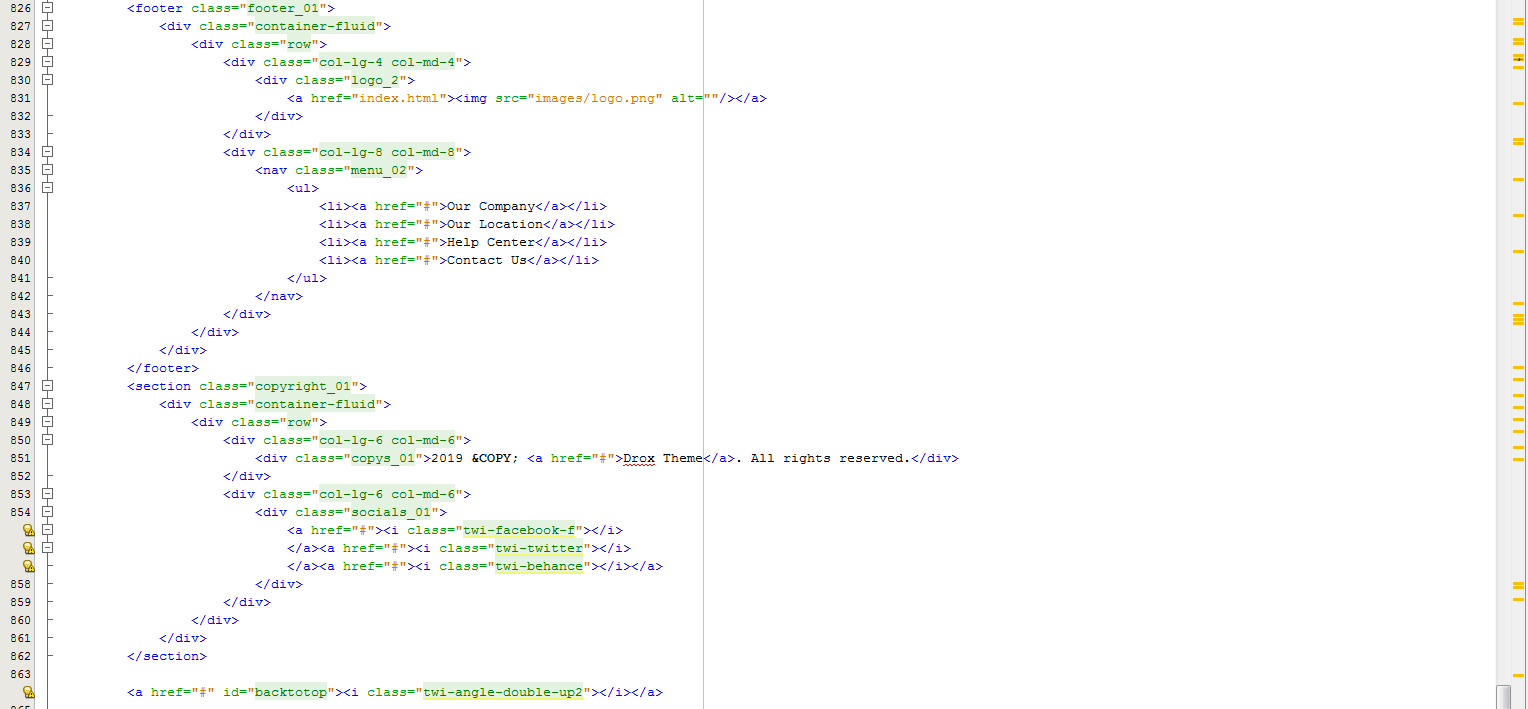 826 <footer class="footer_01">
827 <div class="container-fluid">
828 <div class="row">
829 <div class="col-lg-4 col-md-4">
830 <div class="logo_2">
831 <a href="index.html"><img src="images/logo.png" alt=""/></a>
832 </div>
833 </div>
834 <div class="col-lg-8 col-md-8">
835 <nav class="menu_02">
836 <ul>
837 <li><a href="#">Our Company</a></li>
838 <li><a href="#">Our Location</a></li>
839 <li><a href="#">Help Center</a></li>
840 <li><a href="#">Contact Us</a></li>
841 </ul>
842 </nav>
843 </div>
844 </div>
845 </div>
846 </footer>
847 <section class="copyright_01">
848 <div class="container-fluid">
849 <div class="row">
850 <div class="col-lg-6 col-md-6">
851 <div class="copys_01">2019 &COPY; <a href="#">Drox Theme</a>. All rights reserved.</div>
852 </div>
853 <div class="col-lg-6 col-md-6">
854 <div class="socials_01">
<a href="#"><i class="twi-facebook-f"></i>
</a><a href="#"><i class="twi-twitter"></i>
</a><a href="#"><i class="twi-behance"></i></a>
858 </div>
859 </div>
860 </div>
861 </div>
862 </section>
863
<a href="#" id="backtotop"><i class="twi-angle-double-up2"></i></a>